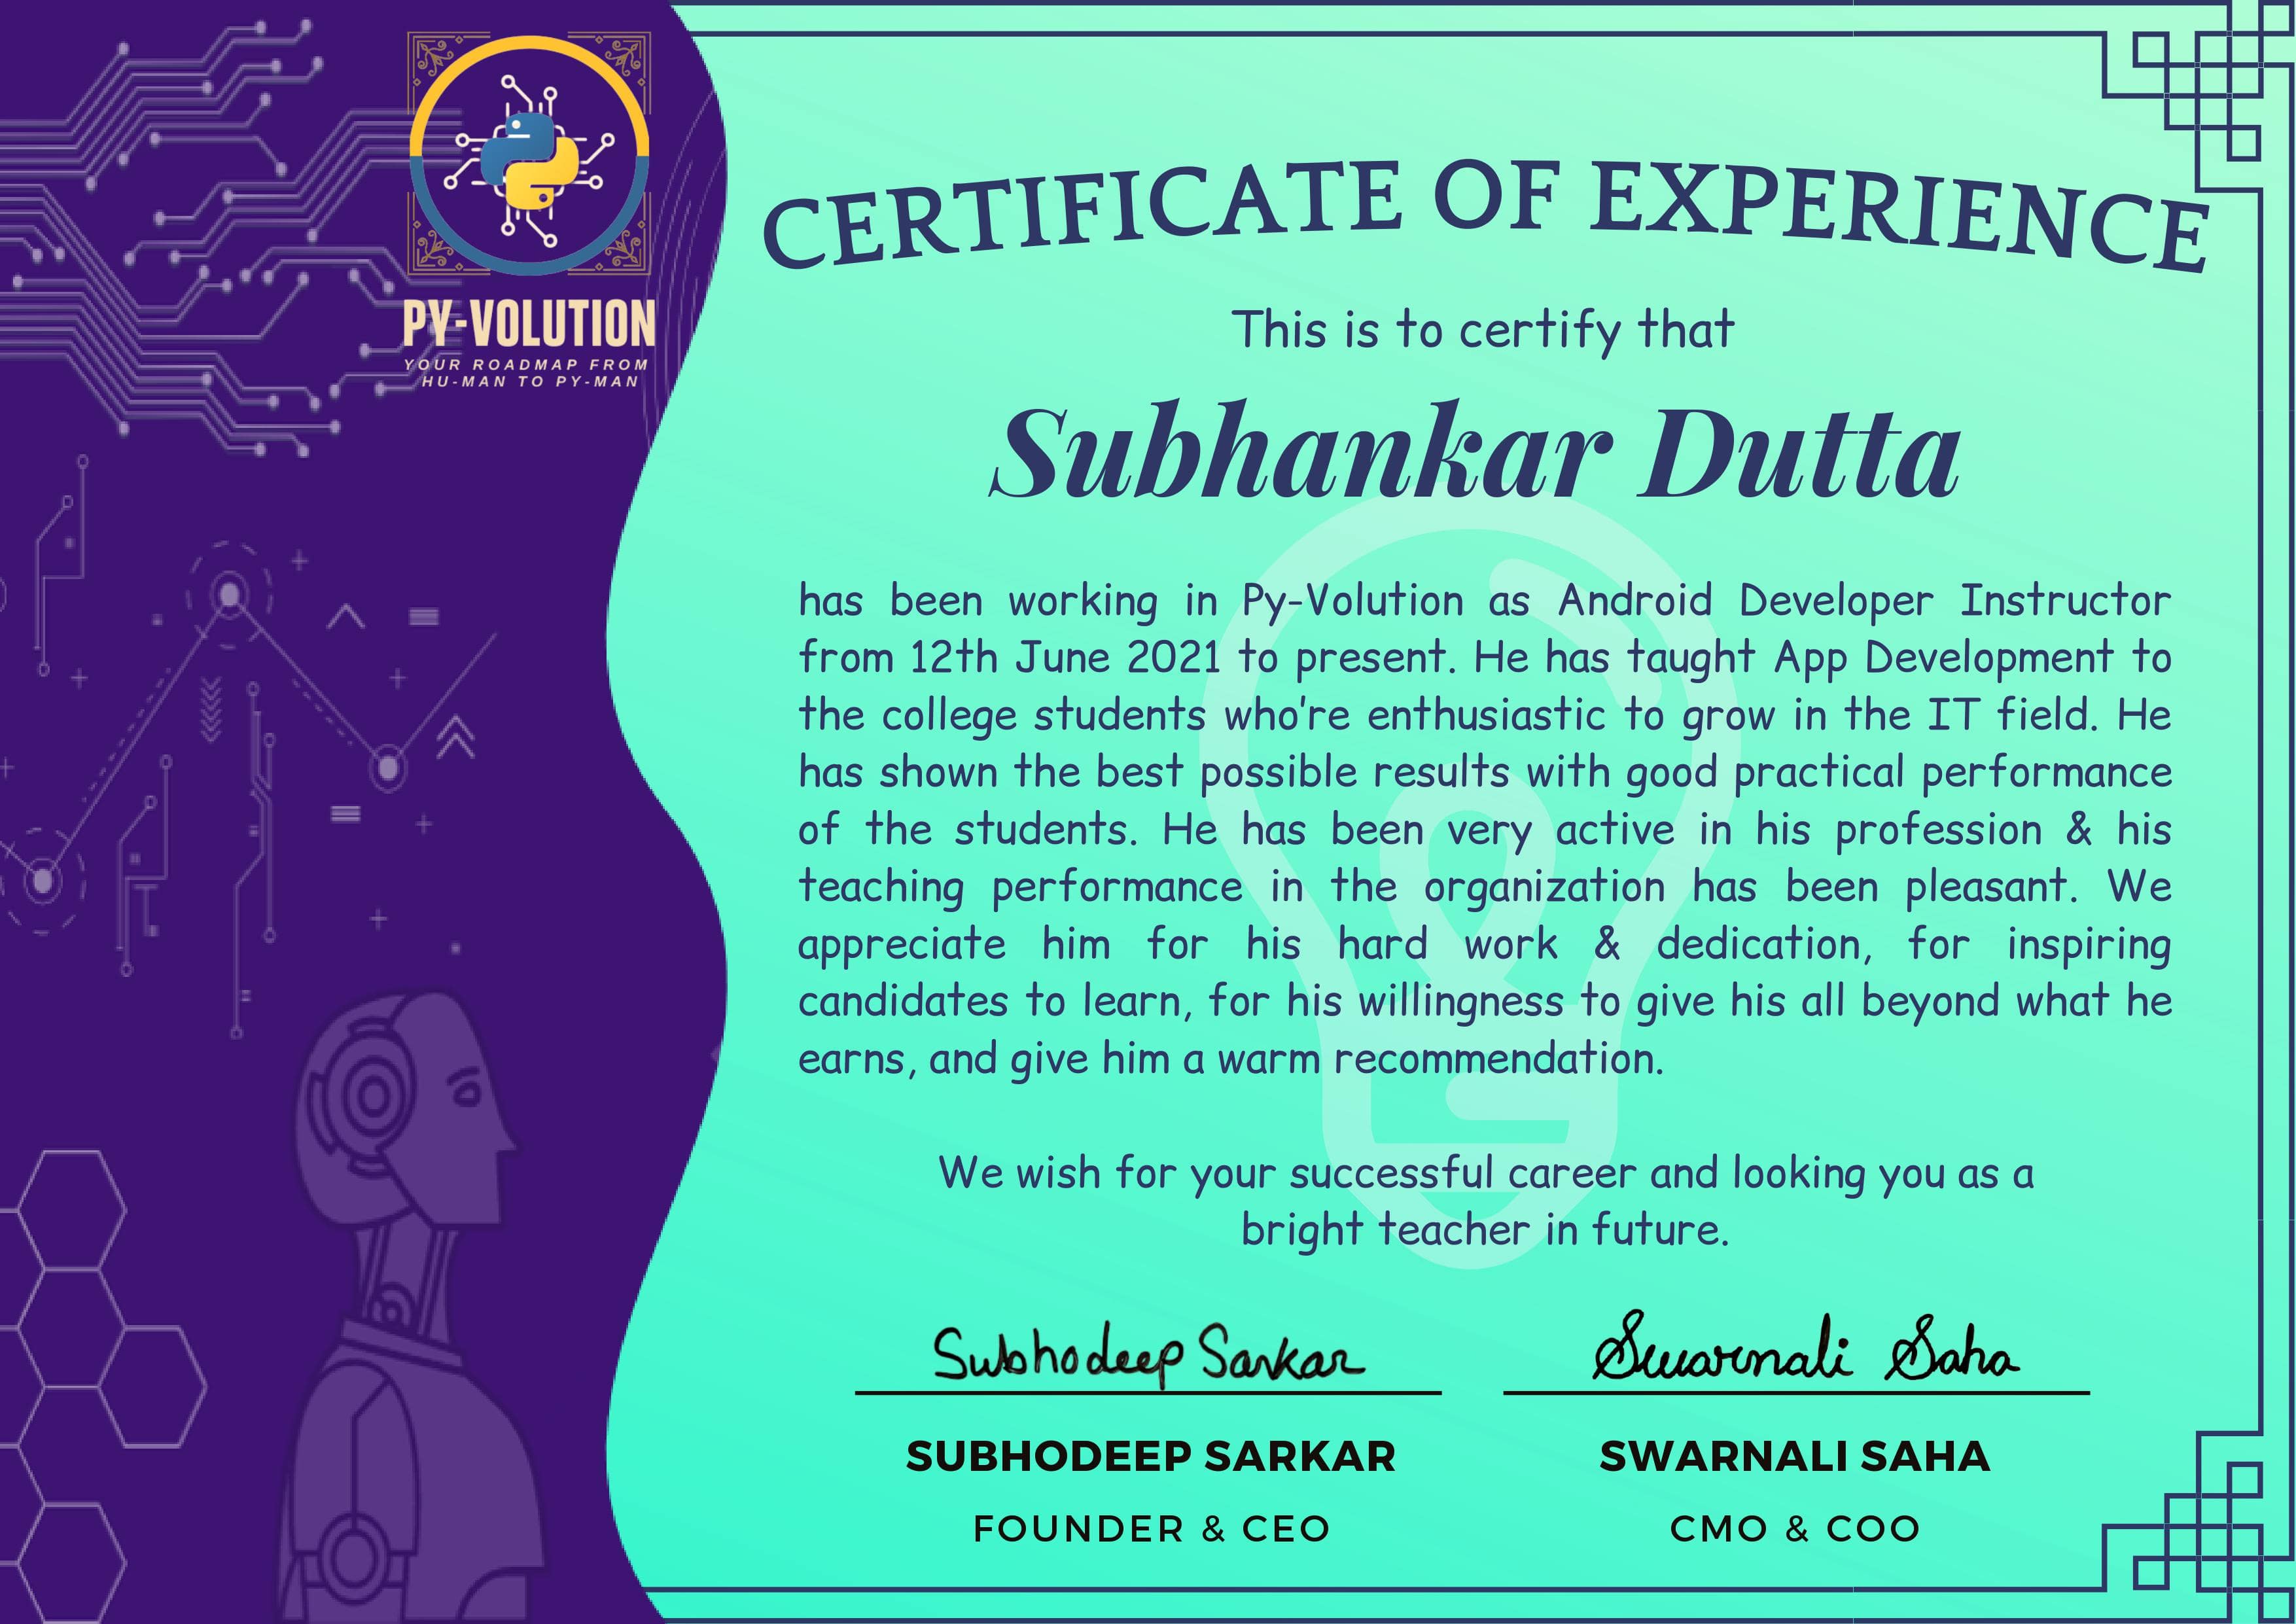 PY-VOLUTION
YOUR ROADMAP FROM
HU-MAN TO PY-MAN
CERTIFICATE OF EXPERIENCE
This is to certify that
Subhankar Dutta
has been working in Py-Volution as Android Developer Instructor
from 12th June 2021 to present. He has taught App Development to
the college students who're enthusiastic to grow in the IT field. He
has shown the best possible results with good practical performance
of the students. He has been very active in his profession & his
teaching performance in the organization has been pleasant. We
appreciate him for his hard work & dedication, for inspiring
candidates to learn, for his willingness to give his all beyond what he
earns, and give him a warm recommendation.
We wish for your successful career and looking you as a
bright teacher in future.
Subhodeep Sarkar
Swarnali Saha
SUBHODEEP SARKAR
SWARNALI SAHA
FOUNDER & CEO
CMO & COO